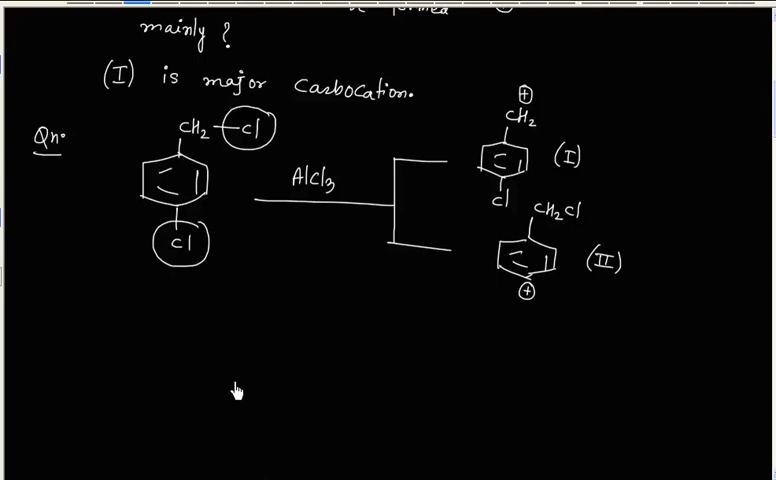 mainly ?
(I) is major Carbocation.
Qn.
CH2 - Cl
Cl
AlCl3
+
CH2
(I)
Cl
CH2Cl
(II)
+